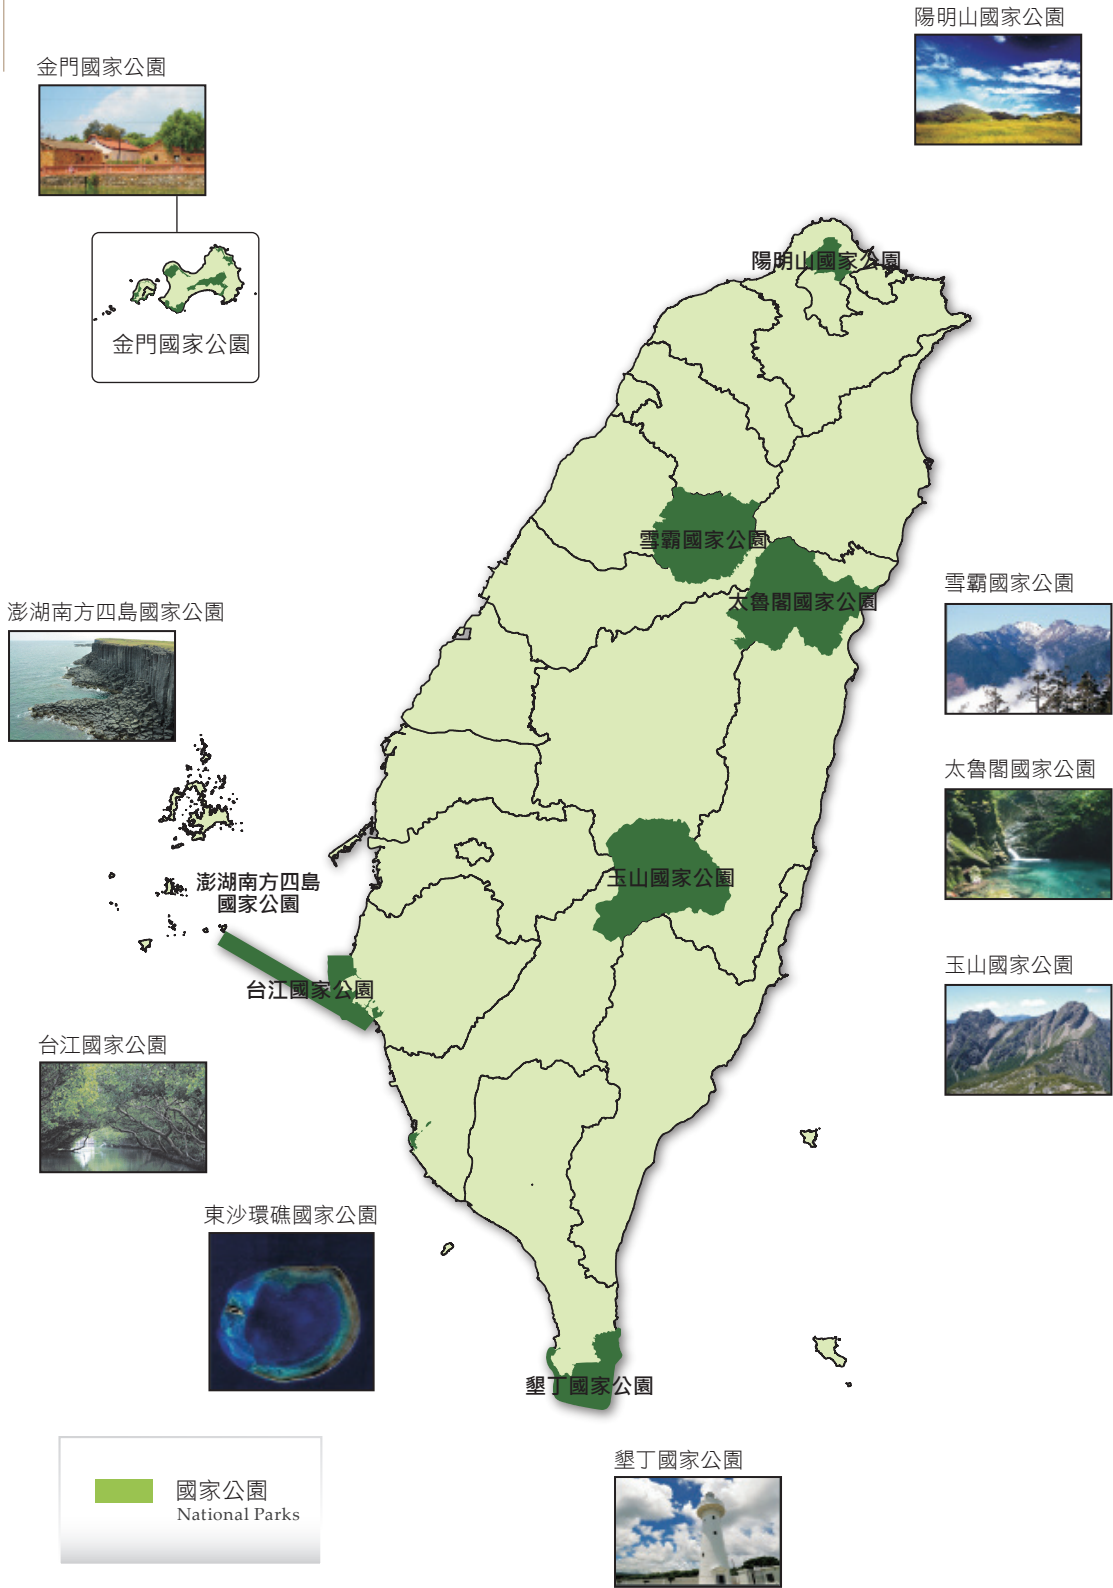 陽明山國家公園
金門國家公園
陽明山國家公園
金門國家公園
雪霸國家公園
雪霸國家公園
太魯閣國家公園
澎湖南方四島國家公園
太魯閣國家公園
澎湖南方四島
國家公園
玉山國家公園
玉山國家公園
台江國家公園
台江國家公園
東沙環礁國家公園
墾丁國家公園
墾丁國家公園
國家公園
National Parks